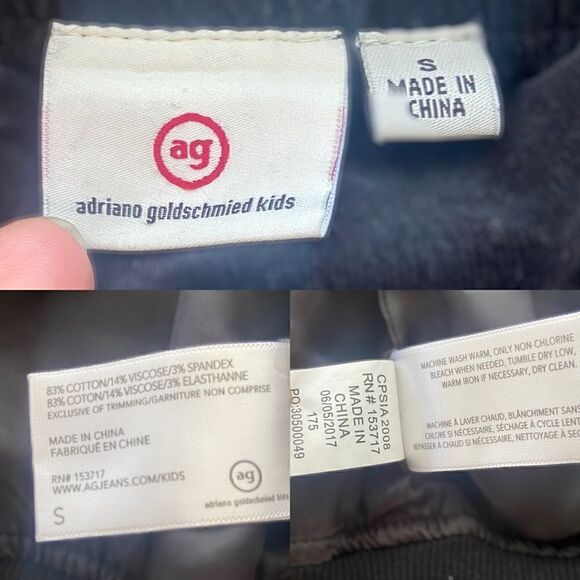 ag
adriano goldschmied kids
S
MADE IN
CHINA
83% COTTON/14% VISCOSE/3% SPANDEX
83% COTTON/14% VISCOSE/3% ELASTHANNE
EXCLUSIVE OF TRIMMING/GARNITURE NON COMPRISE
MADE IN CHINA
FABRIQUÉ EN CHINE
RN# 153717
WWW.AGJEANS.COM/KIDS
ag
adriano goldschmied kids
S
CPSIA 2008
RN# 153717
MADE IN
CHINA
06/05/2017
175
PO:30500049
MACHINE WASH WARM, ONLY NON-CHLORINE
BLEACH WHEN NEEDED, TUMBLE DRY LOW,
WARM IRON IF NECESSARY, DRY CLEAN.
MACHINE À LAVER CHAUD, BLANCHIMENT SANS
CHLORE SI NÉCESSAIRE, SÉCHAGE À CYCLE LENT
REPASSER À CHAUD SI NÉCESSAIRE, NETTOYAGE À SEC